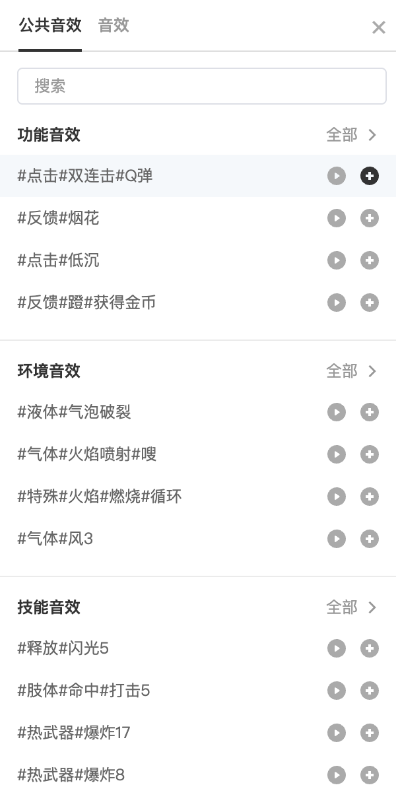 公共音效 音效
搜索
功能音效 全部
#点击#双连击#Q弹
#反馈#烟花
#点击#低沉
#反馈#蹬#获得金币
环境音效 全部
#液体#气泡破裂
#气体#火焰喷射#嗖
#特殊#火焰#燃烧#循环
#气体#风3
技能音效 全部
#释放#闪光5
#肢体#命中#打击5
#热武器#爆炸17
#热武器#爆炸8